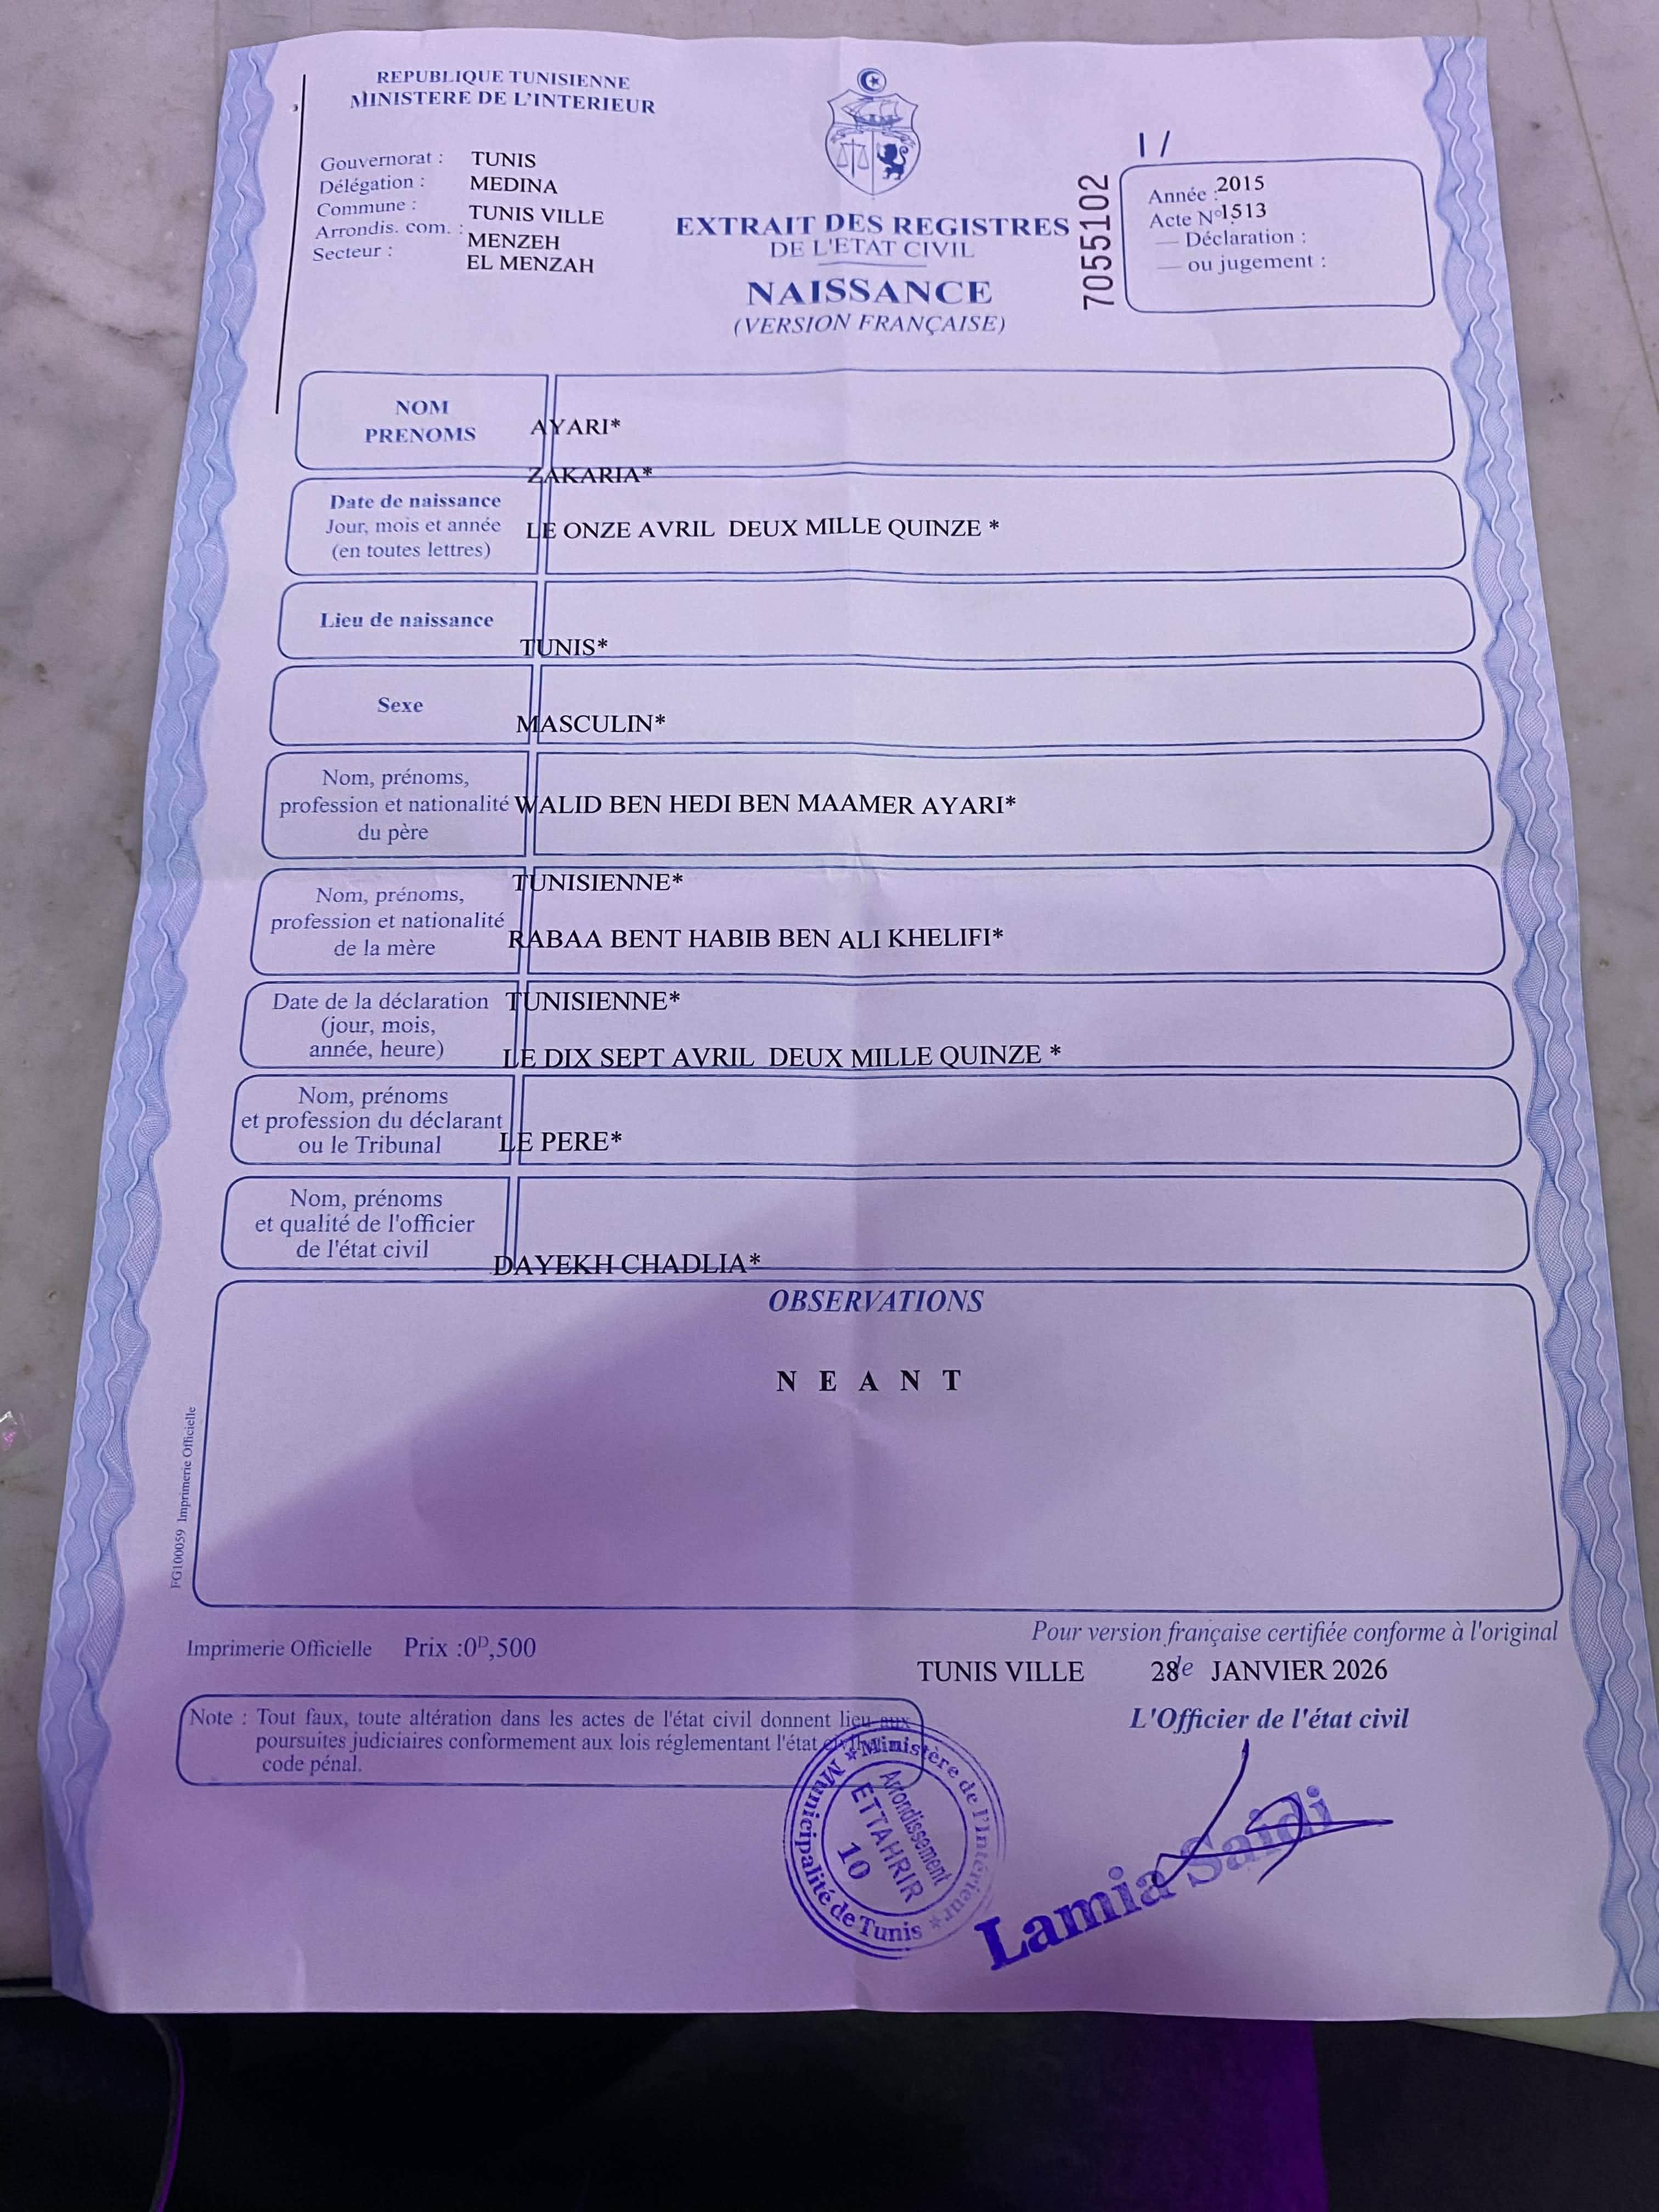 REPUBLIQUE TUNISIENNE
MINISTERE DE L'INTERIEUR
Gouvernorat : TUNIS
Délégation : MEDINA
Commune : TUNIS VILLE
Arrondis. com. : MENZEH
Secteur : EL MENZAH
EXTRAIT DES REGISTRES
DE L'ETAT CIVIL
NAISSANCE
(VERSION FRANÇAISE)
7055102
1 /
Année : 2015
Acte N° 1513
— Déclaration :
— ou jugement :
NOM
PRENOMS
AYARI*
ZAKARIA*
Date de naissance
Jour, mois et année
(en toutes lettres)
LE ONZE AVRIL DEUX MILLE QUINZE *
Lieu de naissance
TUNIS*
Sexe
MASCULIN*
Nom, prénoms,
profession et nationalité
du père
WALID BEN HEDI BEN MAAMER AYARI*
TUNISIENNE*
Nom, prénoms,
profession et nationalité
de la mère
RABAA BENT HABIB BEN ALI KHELIFI*
TUNISIENNE*
Date de la déclaration
(jour, mois,
année, heure)
LE DIX SEPT AVRIL DEUX MILLE QUINZE *
Nom, prénoms
et profession du déclarant
ou le Tribunal
LE PERE*
Nom, prénoms
et qualité de l'officier
de l'état civil
DAYEKH CHADLIA*
OBSERVATIONS
N E A N T
FG100059 Imprimerie Officielle
Imprimerie Officielle Prix :0ᴰ,500
Pour version française certifiée conforme à l'original
TUNIS VILLE 28 le JANVIER 2026
L'Officier de l'état civil
Note : Tout faux, toute altération dans les actes de l'état civil donnent lieu aux
poursuites judiciaires conformement aux lois réglementant l'état
code pénal.
Ministère de l'Intérieur
Municipalité de Tunis
Arrondissement
ETTAHRIR
10
Lamia Saidi